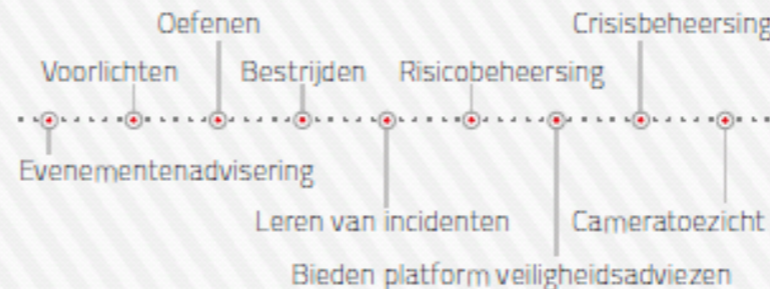 Oefenen
Crisisbeheersing
Voorlichten
Bestrijden
Risicobeheersing
Evenementenadvisering
Leren van incidenten
Cameratoezicht
Bieden platform veiligheidsadviezen